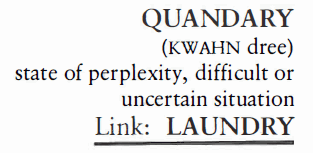 QUANDARY
(KWAHN dree)
state of perplexity, difficult or
uncertain situation
Link: LAUNDRY